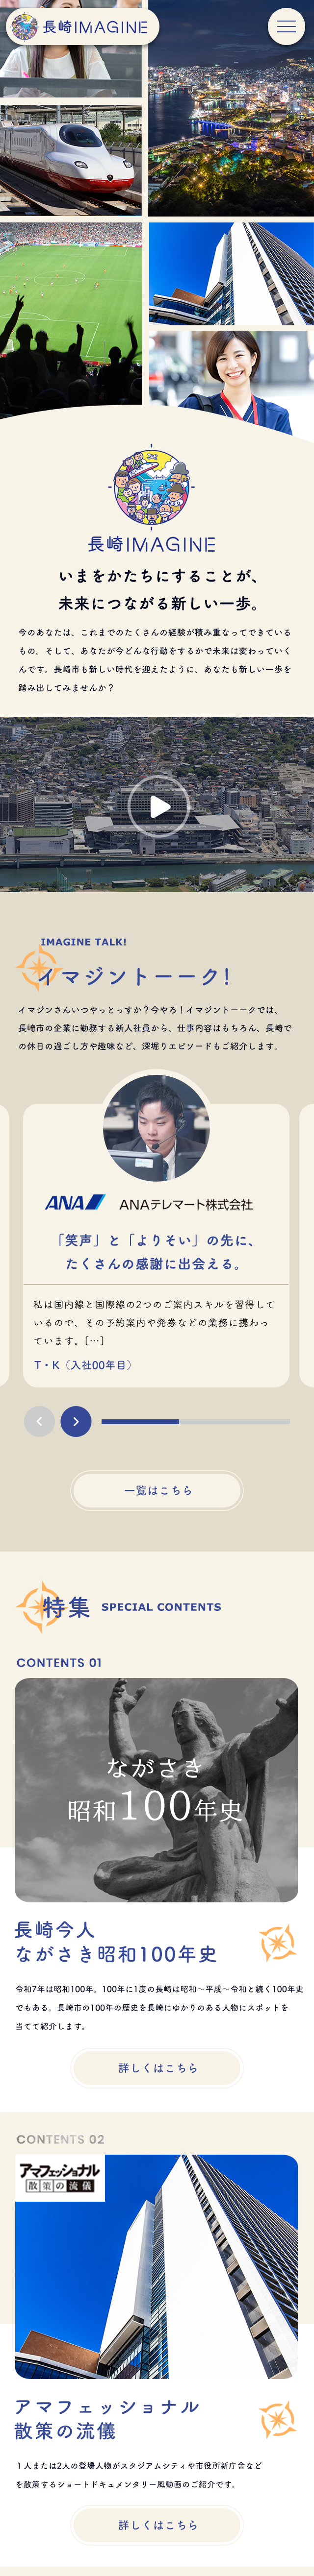 長崎IMAGINE
長崎IMAGINE
いまをかたちにすることが、
未来につながる新しい一歩。
今のあなたは、これまでのたくさんの経験が積み重なってできている
もの。そして、あなたが今どんな行動をするかで未来は変わっていく
んです。長崎市も新しい時代を迎えたように、あなたも新しい一歩を
踏み出してみませんか？
IMAGINE TALK!
イマジントーーク!
イマジンさんいつやっとっすか？今やろ！イマジントーークでは、
長崎市の企業に勤務する新人社員から、仕事内容はもちろん、長崎で
の休日の過ごし方や趣味など、深堀りエピソードもご紹介します。
ANA ANAテレマート株式会社
「笑声」と「よりそい」の先に、
たくさんの感謝に出会える。
私は国内線と国際線の2つのご案内スキルを習得して
いるので、その予約案内や発券などの業務に携わっ
ています。[…]
T・K（入社00年目）
一覧はこちら
特集 SPECIAL CONTENTS
CONTENTS 01
ながさき
昭和100年史
長崎今人
ながさき昭和100年史
令和7年は昭和100年。100年に1度の長崎は昭和～平成～令和と続く100年史
でもある。長崎市の100年の歴史を長崎にゆかりのある人物にスポットを
当てて紹介します。
詳しくはこちら
CONTENTS 02
アマフェッショナル
散策の流儀
アマフェッショナル
散策の流儀
１人または2人の登場人物がスタジアムシティや市役所新庁舎など
を散策するショートドキュメンタリー風動画のご紹介です。
詳しくはこちら